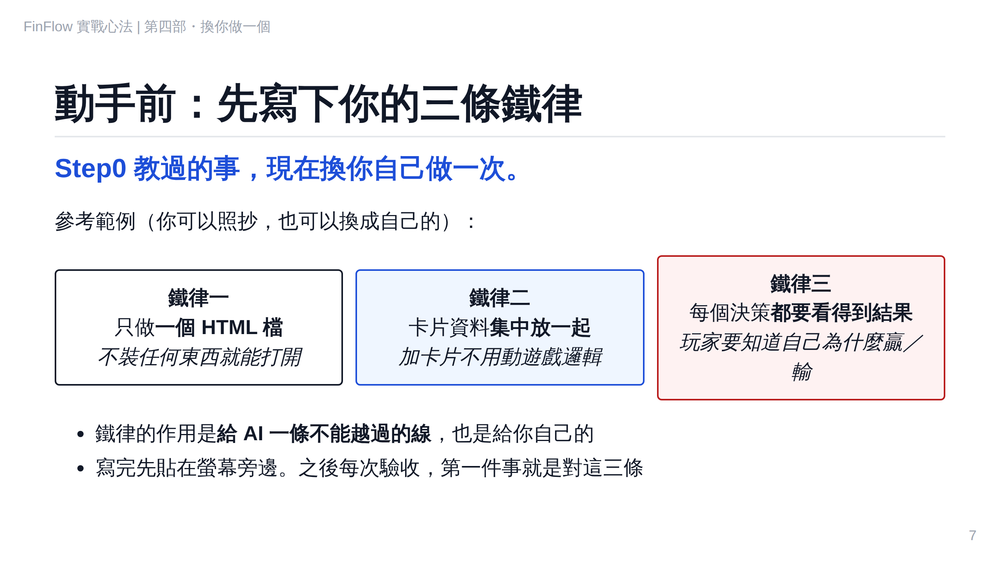 FinFlow 實戰心法 | 第四部・換你做一個
動手前：先寫下你的三條鐵律
Step0 教過的事，現在換你自己做一次。
參考範例（你可以照抄，也可以換成自己的）：
鐵律一
只做一個 HTML 檔
不裝任何東西就能打開
鐵律二
卡片資料集中放一起
加卡片不用動遊戲邏輯
鐵律三
每個決策都要看得到結果
玩家要知道自己為什麼贏／
輸
• 鐵律的作用是給 AI 一條不能越過的線，也是給你自己的
• 寫完先貼在螢幕旁邊。之後每次驗收，第一件事就是對這三條
7